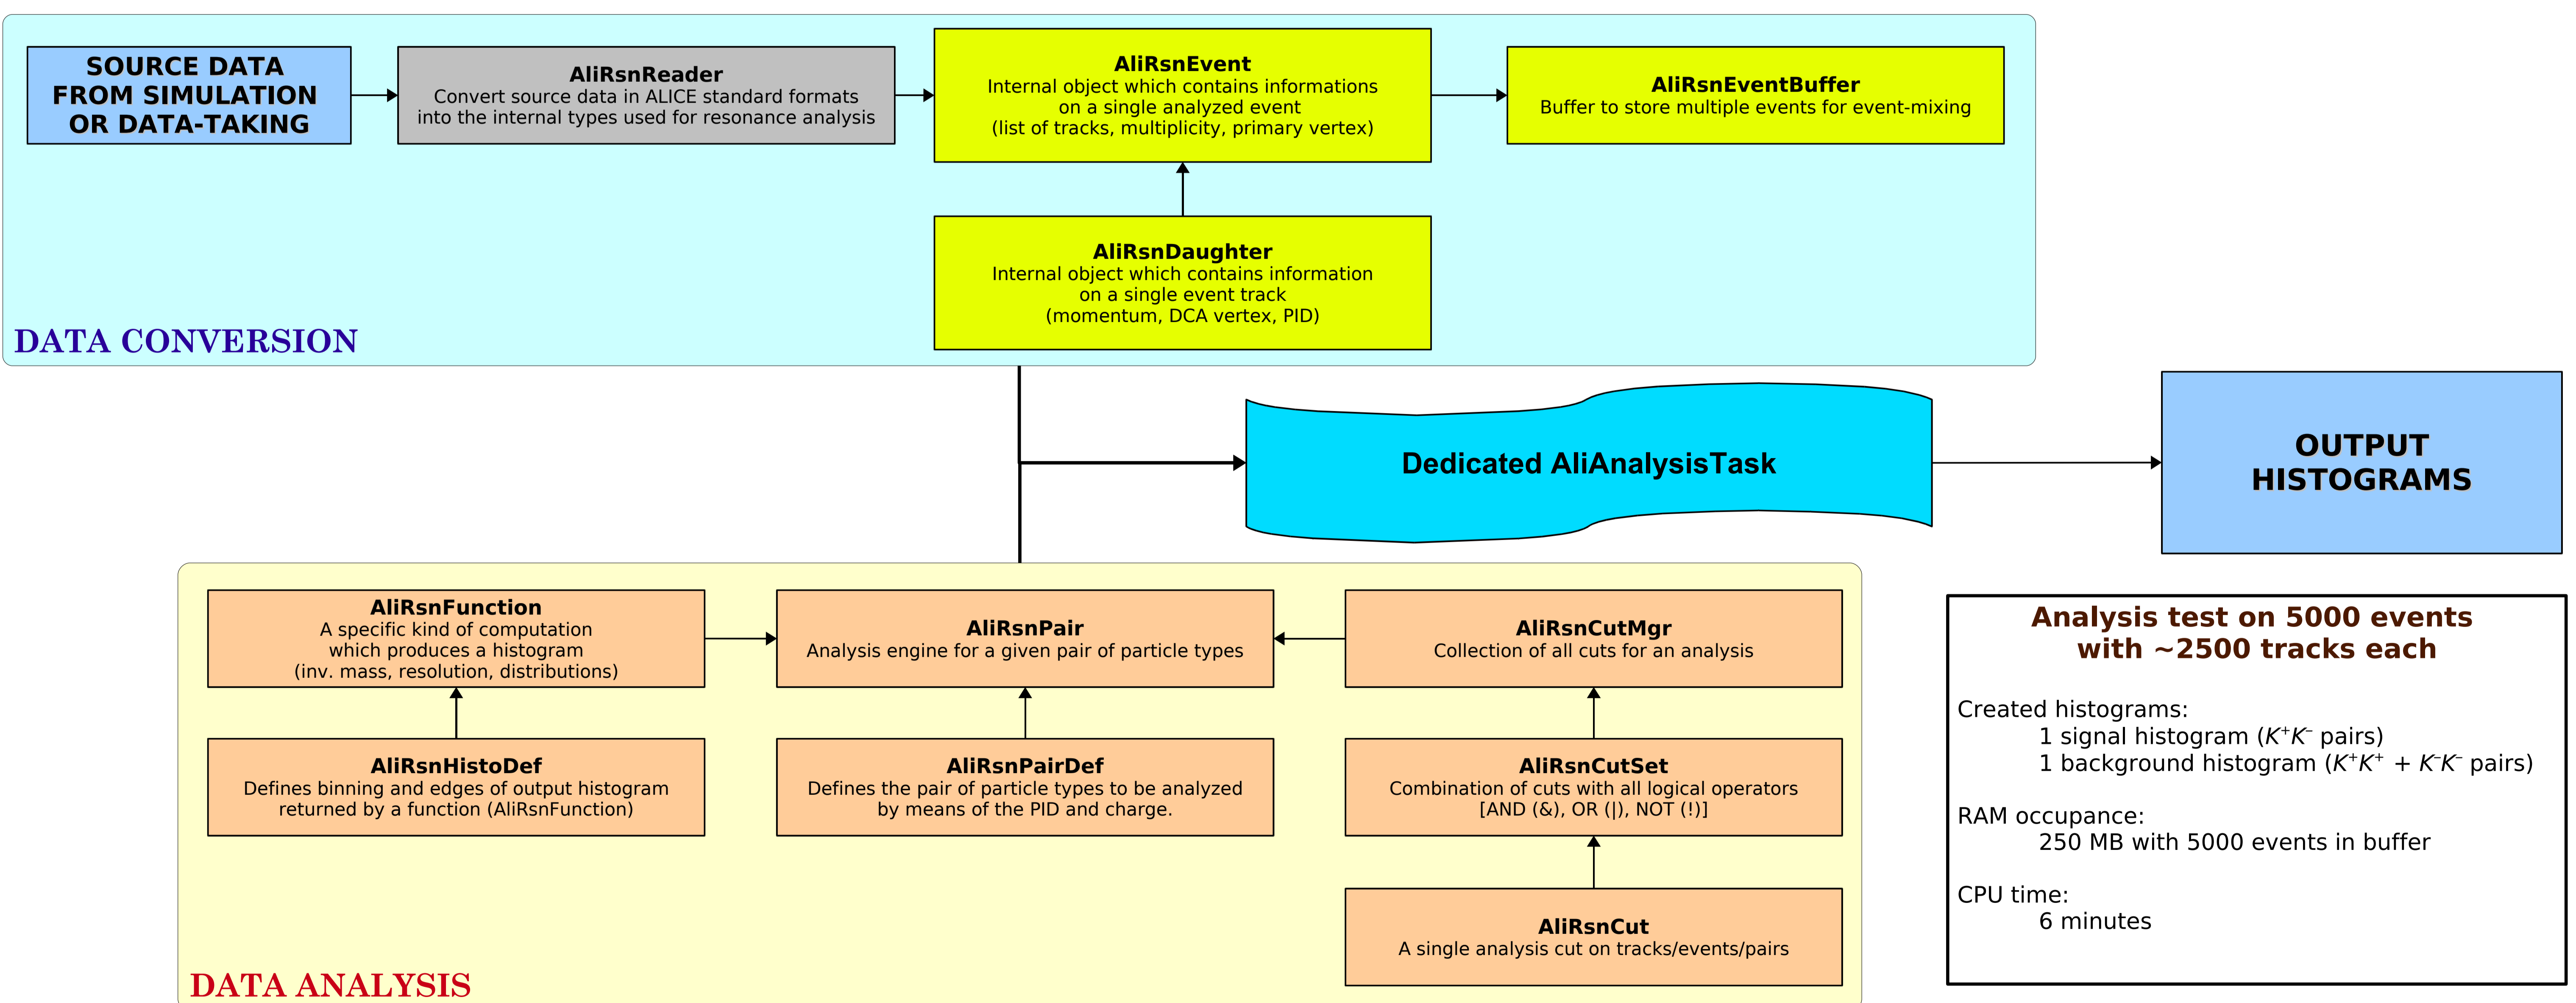 SOURCE DATA
FROM SIMULATION
OR DATA-TAKING
AliRsnReader
Convert source data in ALICE standard formats
into the internal types used for resonance analysis
AliRsnEvent
Internal object which contains informations
on a single analyzed event
(list of tracks, multiplicity, primary vertex)
AliRsnEventBuffer
Buffer to store multiple events for event-mixing
AliRsnDaughter
Internal object which contains information
on a single event track
(momentum, DCA vertex, PID)
DATA CONVERSION
Dedicated AliAnalysisTask
OUTPUT
HISTOGRAMS
AliRsnFunction
A specific kind of computation
which produces a histogram
(inv. mass, resolution, distributions)
AliRsnPair
Analysis engine for a given pair of particle types
AliRsnCutMgr
Collection of all cuts for an analysis
AliRsnHistoDef
Defines binning and edges of output histogram
returned by a function (AliRsnFunction)
AliRsnPairDef
Defines the pair of particle types to be analyzed
by means of the PID and charge.
AliRsnCutSet
Combination of cuts with all logical operators
[AND (&), OR (|), NOT (!)]
AliRsnCut
A single analysis cut on tracks/events/pairs
DATA ANALYSIS
Analysis test on 5000 events
with ~2500 tracks each
Created histograms:
1 signal histogram (K⁺K⁻ pairs)
1 background histogram (K⁺K⁺ + K⁻K⁻ pairs)
RAM occupance:
250 MB with 5000 events in buffer
CPU time:
6 minutes